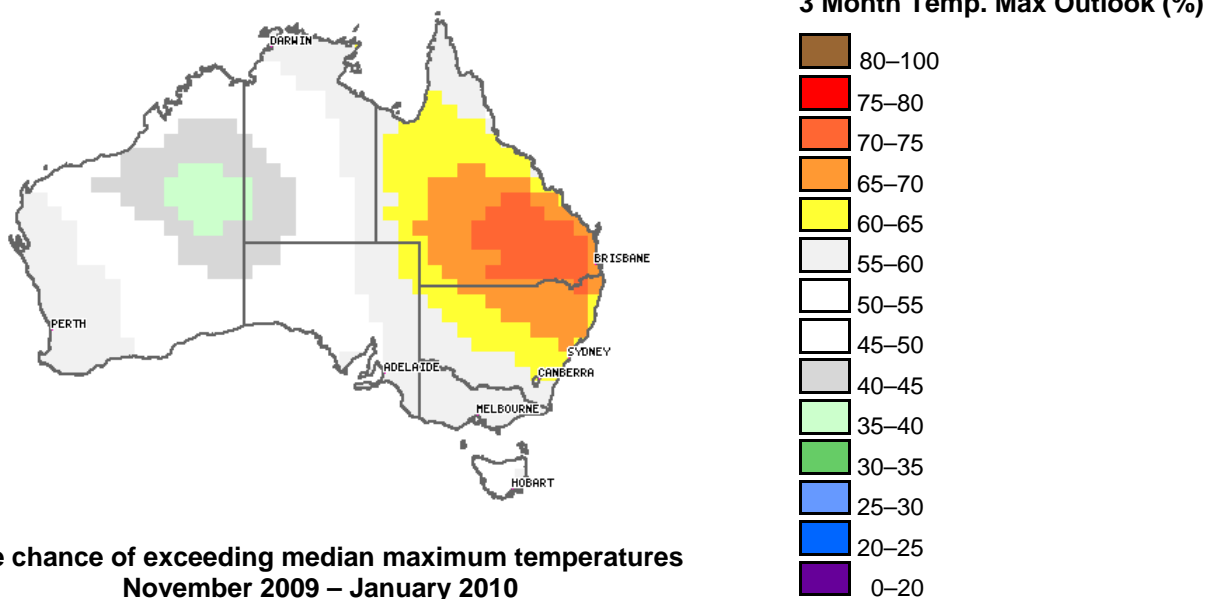 3 Month Temp. Max Outlook (%)
DARWIN
80–100
75–80
70–75
65–70
60–65
55–60
50–55
45–50
40–45
35–40
30–35
25–30
20–25
0–20
BRISBANE
PERTH
SYDNEY
ADELAIDE
CANBERRA
MELBOURNE
HOBART
chance of exceeding median maximum temperatures
November 2009 – January 2010